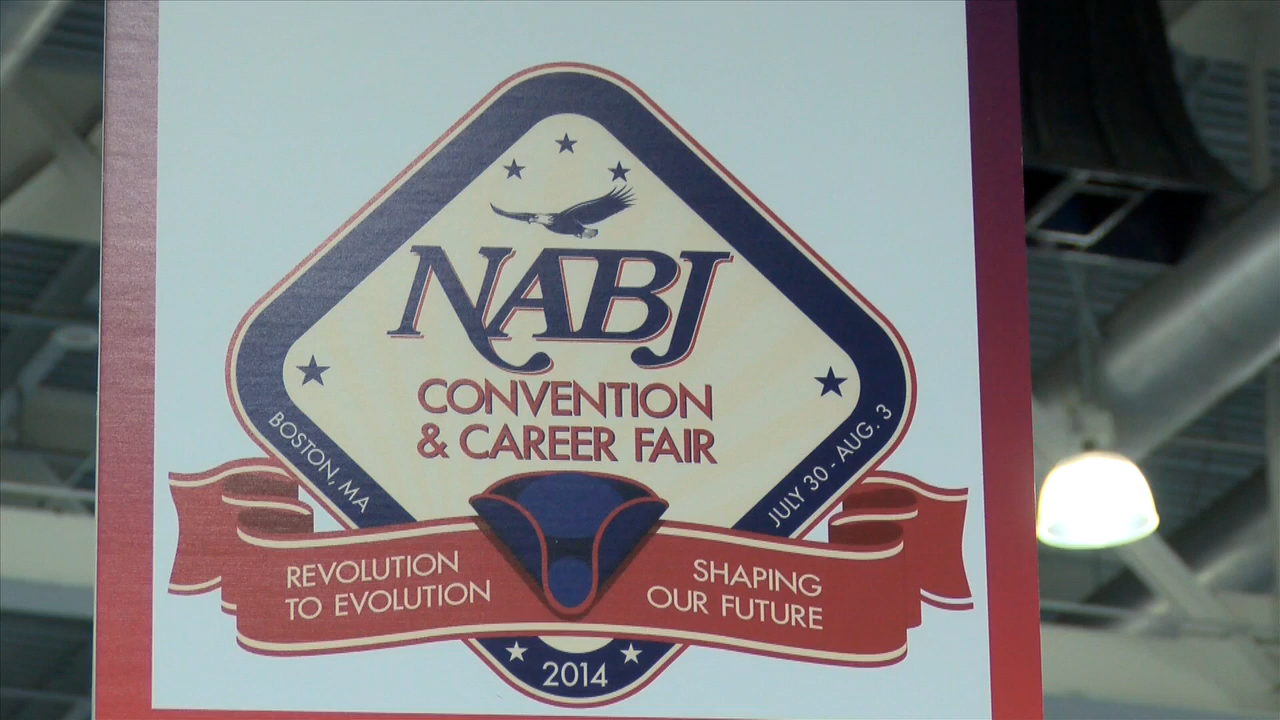 NABJ
CONVENTION
& CAREER FAIR
BOSTON, MA
JULY 30 - AUG. 3
REVOLUTION
TO EVOLUTION
SHAPING
OUR FUTURE
2014